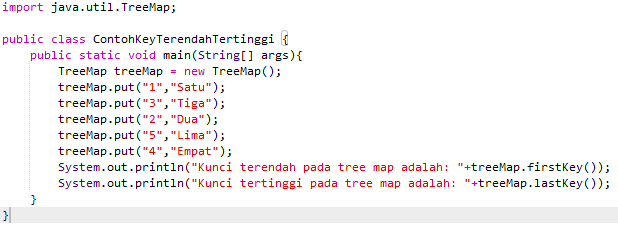 import java.util.TreeMap;
public class ContohKeyTerendahTertinggi {
public static void main(String[] args){
TreeMap treeMap = new TreeMap();
treeMap.put("1","Satu");
treeMap.put("3","Tiga");
treeMap.put("2","Dua");
treeMap.put("5","Lima");
treeMap.put("4","Empat");
System.out.println("Kunci terendah pada tree map adalah: "+treeMap.firstKey());
System.out.println("Kunci tertinggi pada tree map adalah: "+treeMap.lastKey());
}
}